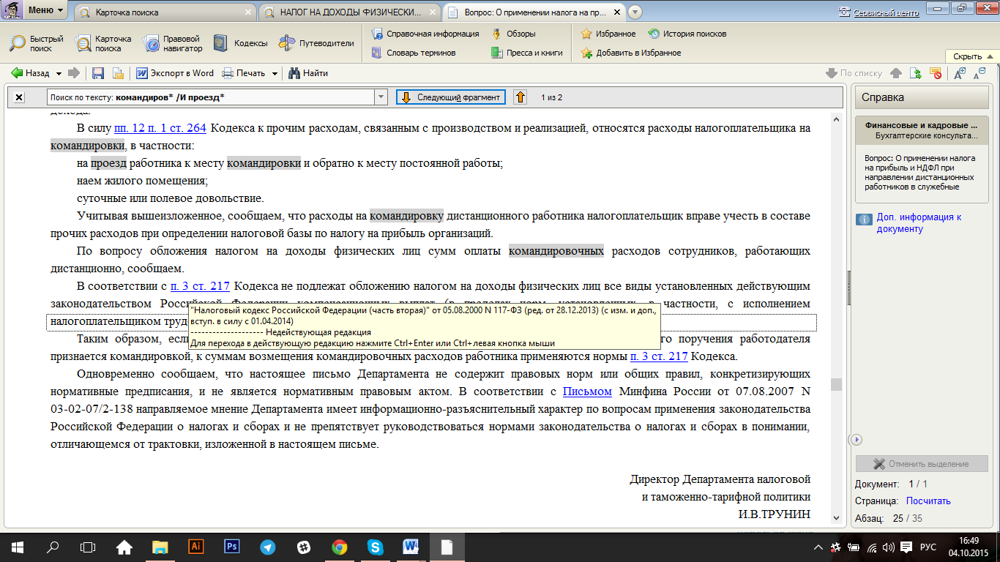 Меню
Карточка поиска
НАЛОГ НА ДОХОДЫ ФИЗИЧЕСКИ...
Вопрос: О применении налога на пр...
Сервисный центр
Быстрый поиск
Карточка поиска
Правовой навигатор
Кодексы
Путеводители
Справочная информация
Обзоры
Словарь терминов
Пресса и книги
Избранное
История поисков
Добавить в Избранное
Скрыть
Назад
Экспорт в Word
Печать
Найти
По списку
Поиск по тексту: командиров* /И проезд*
Следующий фрагмент
1 из 2
дохода.
В силу пп. 12 п. 1 ст. 264 Кодекса к прочим расходам, связанным с производством и реализацией, относятся расходы налогоплательщика на
командировки, в частности:
на проезд работника к месту командировки и обратно к месту постоянной работы;
наем жилого помещения;
суточные или полевое довольствие.
Учитывая вышеизложенное, сообщаем, что расходы на командировку дистанционного работника налогоплательщик вправе учесть в составе
прочих расходов при определении налоговой базы по налогу на прибыль организаций.
По вопросу обложения налогом на доходы физических лиц сумм оплаты командировочных расходов сотрудников, работающих
дистанционно, сообщаем.
В соответствии с п. 3 ст. 217 Кодекса не подлежат обложению налогом на доходы физических лиц все виды установленных действующим
законодательством Российской Федерации компенсационных выплат (в пределах норм, установленных в частности, с исполнением
налогоплательщиком труд
"Налоговый кодекс Российской Федерации (часть вторая)" от 05.08.2000 N 117-ФЗ (ред. от 28.12.2013) (с изм. и доп.,
вступ. в силу с 01.04.2014)
-------------------- Недействующая редакция
Для перехода в действующую редакцию нажмите Ctrl+Enter или Ctrl+левая кнопка мыши
Таким образом, если го поручения работодателя
признается командировкой, к суммам возмещения командировочных расходов работника применяются нормы п. 3 ст. 217 Кодекса.
Одновременно сообщаем, что настоящее письмо Департамента не содержит правовых норм или общих правил, конкретизирующих
нормативные предписания, и не является нормативным правовым актом. В соответствии с Письмом Минфина России от 07.08.2007 N
03-02-07/2-138 направляемое мнение Департамента имеет информационно-разъяснительный характер по вопросам применения законодательства
Российской Федерации о налогах и сборах и не препятствует руководствоваться нормами законодательства о налогах и сборах в понимании,
отличающемся от трактовки, изложенной в настоящем письме.
Директор Департамента налоговой
и таможенно-тарифной политики
И.В.ТРУНИН
Справка
Финансовые и кадровые ...
Бухгалтерские консульта...
Вопрос: О применении налога
на прибыль и НДФЛ при
направлении дистанционных
работников в служебные
Доп. информация к
документу
Отменить выделение
Документ: 1 / 1
Страница: Посчитать
Абзац: 25 / 35
Ai
Ps
РУС
16:49
04.10.2015